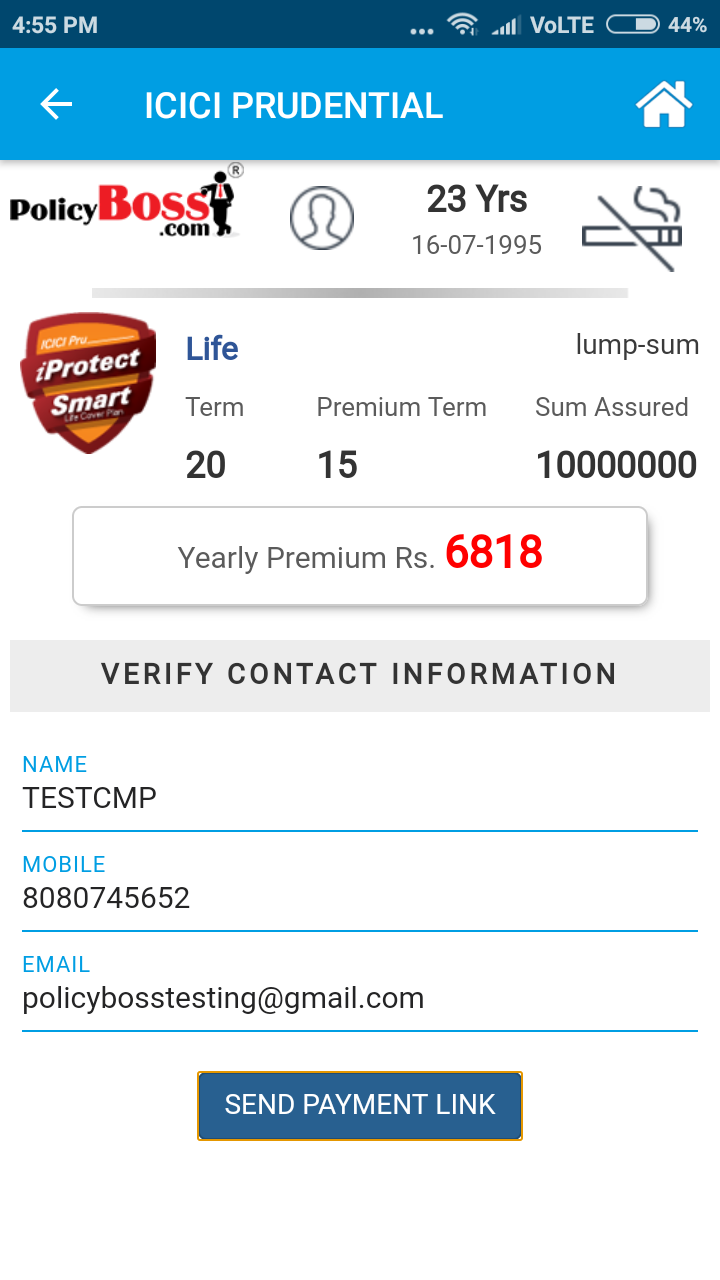 4:55 PM ... VoLTE 44%
ICICI PRUDENTIAL
PolicyBoss®
.com
23 Yrs
16-07-1995
ICICI Pru
iProtect
Smart
Life Cover Plan
Life lump-sum
Term Premium Term Sum Assured
20 15 10000000
Yearly Premium Rs. 6818
VERIFY CONTACT INFORMATION
NAME
TESTCMP
MOBILE
8080745652
EMAIL
policybosstesting@gmail.com
SEND PAYMENT LINK